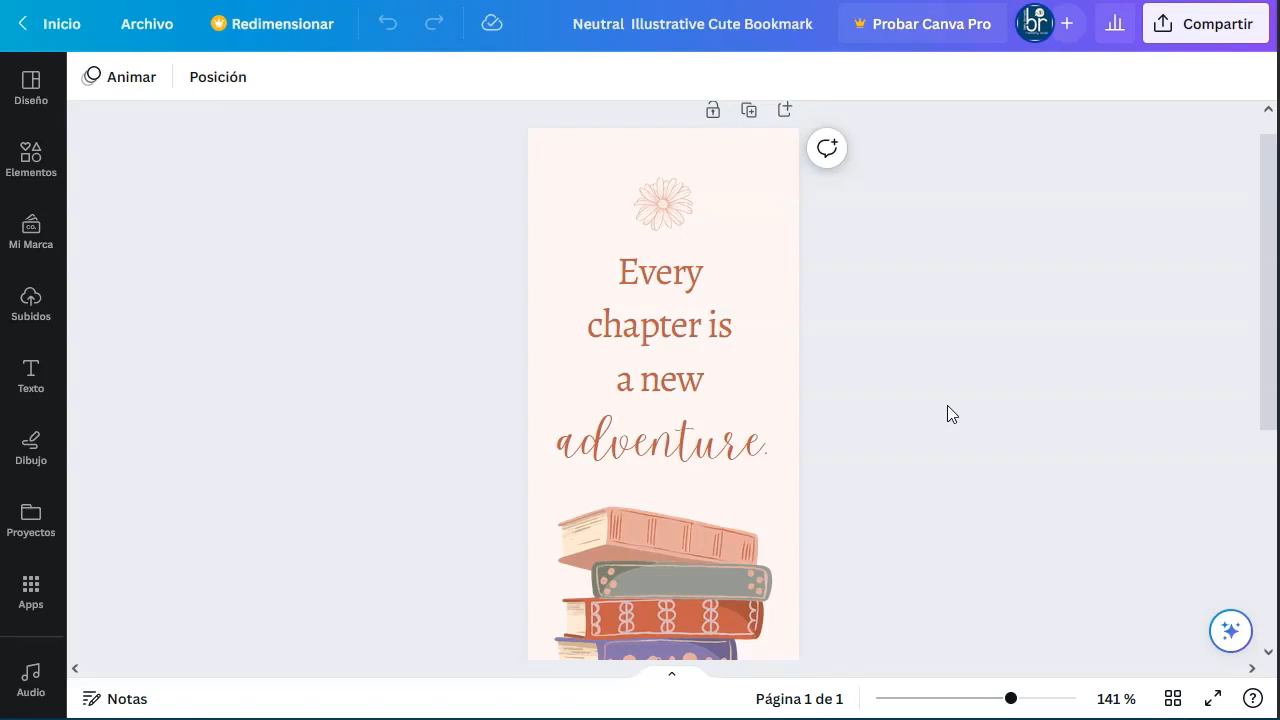 Inicio Archivo Redimensionar Neutral Illustrative Cute Bookmark Probar Canva Pro Compartir
Animar Posición
Diseño
Elementos
CO.
Mi Marca
Subidos
Texto
Dibujo
Proyectos
Apps
Audio
Every
chapter is
a new
adventure.
Notas Página 1 de 1 141 %